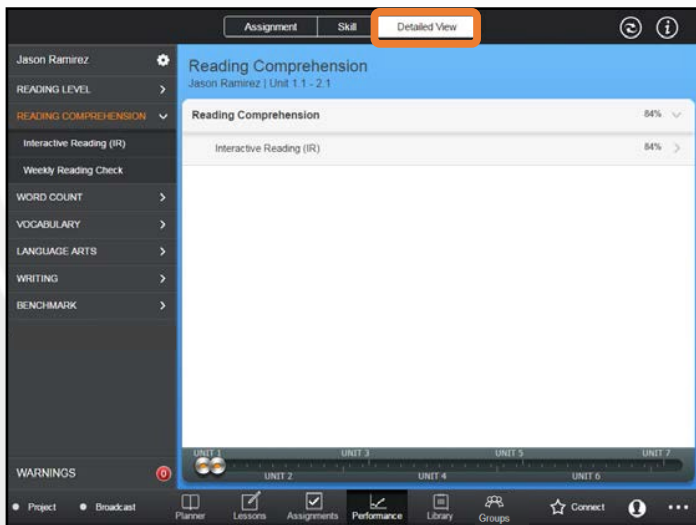 Assignment Skill Detailed View
Jason Ramirez
READING LEVEL
READING COMPREHENSION
Interactive Reading (IR)
Weekly Reading Check
WORD COUNT
VOCABULARY
LANGUAGE ARTS
WRITING
BENCHMARK
WARNINGS 0
Reading Comprehension
Jason Ramirez | Unit 1.1 - 2.1
Reading Comprehension 84%
Interactive Reading (IR) 84%
UNIT 1 UNIT 3 UNIT 5 UNIT 7
UNIT 2 UNIT 4 UNIT 6
Project Broadcast Planner Lessons Assignments Performance Library Groups Connect